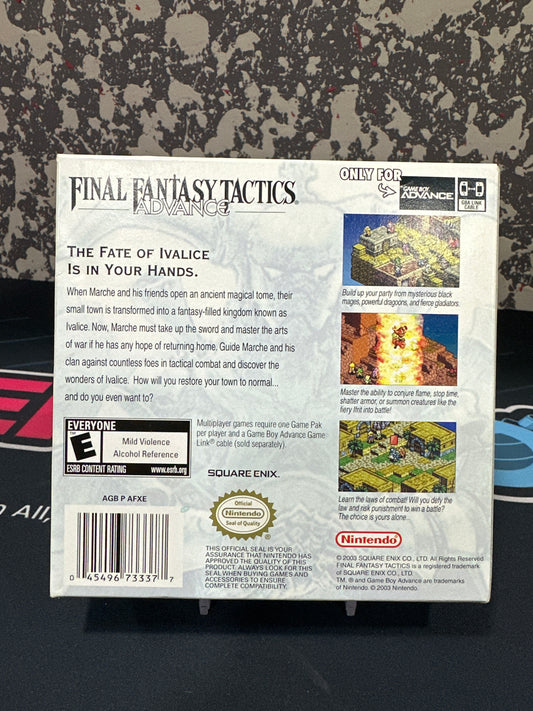 FINAL FANTASY TACTICS®
ADVANCE
ONLY FOR
GAME BOY
ADVANCE
GBA LINK
CABLE
THE FATE OF IVALICE
IS IN YOUR HANDS.
When Marche and his friends open an ancient magical tome, their
small town is transformed into a fantasy-filled kingdom known as
Ivalice. Now, Marche must take up the sword and master the arts
of war if he has any hope of returning home. Guide Marche and his
clan against countless foes in tactical combat and discover the
wonders of Ivalice. How will you restore your town to normal...
and do you even want to?
Build up your party from mysterious black
mages, powerful dragons, and fierce gladiators.
Master the ability to conjure flame, stop time,
shatter armor, or summon creatures like the
fiery Ifrit into battle!
Learn the laws of combat! Will you defy the
law and risk punishment to win a battle?
The choice is yours alone.
EVERYONE
E
Mild Violence
Alcohol Reference
ESRB CONTENT RATING www.esrb.org
Multiplayer games require one Game Pak
per player and a Game Boy Advance Game
Link® cable (sold separately).
SQUARE ENIX
AGB P AFXE
0 45496 73337 7
Official
Nintendo
Seal of Quality
THIS OFFICIAL SEAL IS YOUR
ASSURANCE THAT NINTENDO HAS
APPROVED THE QUALITY OF THIS
PRODUCT. ALWAYS LOOK FOR THIS
SEAL WHEN BUYING GAMES AND
ACCESSORIES TO ENSURE
COMPLETE COMPATIBILITY.
Nintendo
© 2003 SQUARE ENIX CO., LTD. All Rights Reserved
FINAL FANTASY TACTICS is a registered trademark
of SQUARE ENIX CO., LTD.
TM, ® and Game Boy Advance are trademarks
of Nintendo. © 2003 Nintendo.
All,